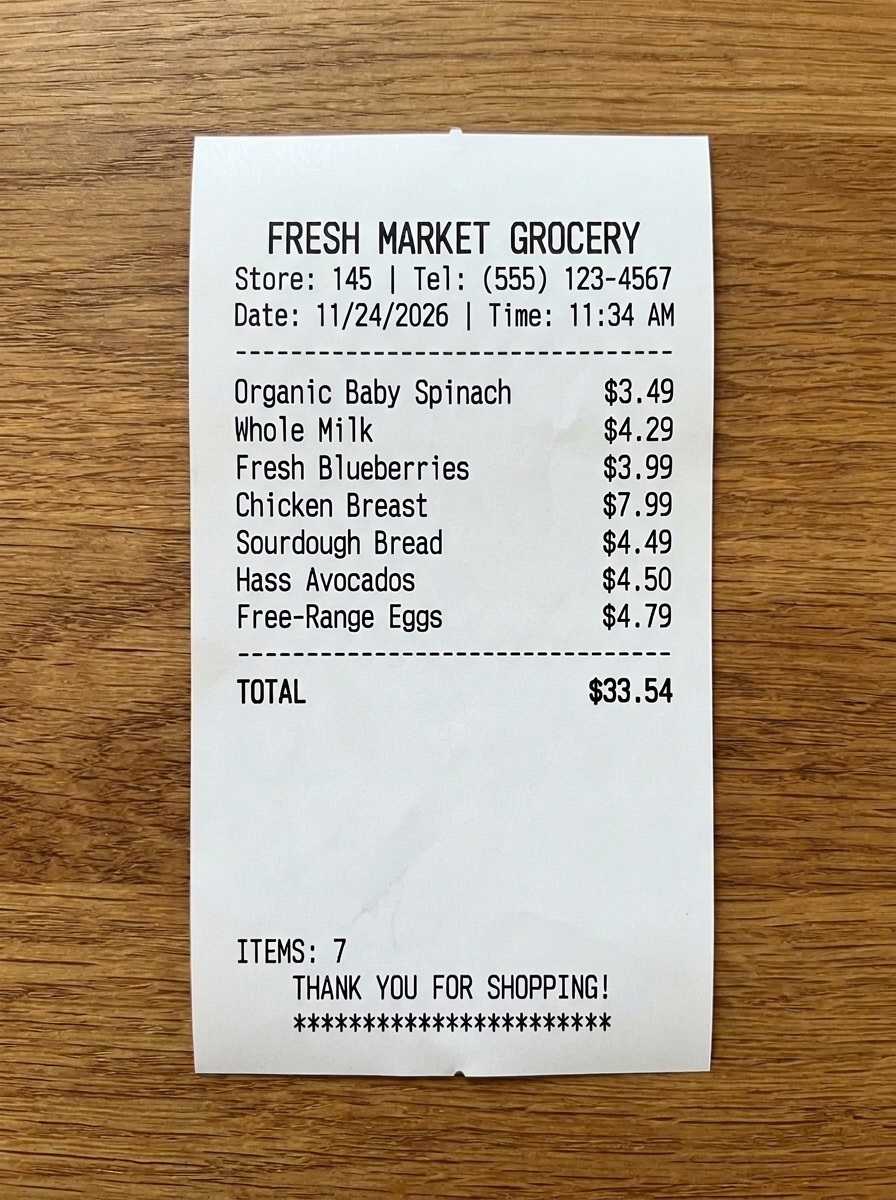 FRESH MARKET GROCERY
Store: 145 | Tel: (555) 123-4567
Date: 11/24/2026 | Time: 11:34 AM
--------------------------------
Organic Baby Spinach $3.49
Whole Milk $4.29
Fresh Blueberries $3.99
Chicken Breast $7.99
Sourdough Bread $4.49
Hass Avocados $4.50
Free-Range Eggs $4.79
--------------------------------
TOTAL $33.54
ITEMS: 7
THANK YOU FOR SHOPPING!
***********************